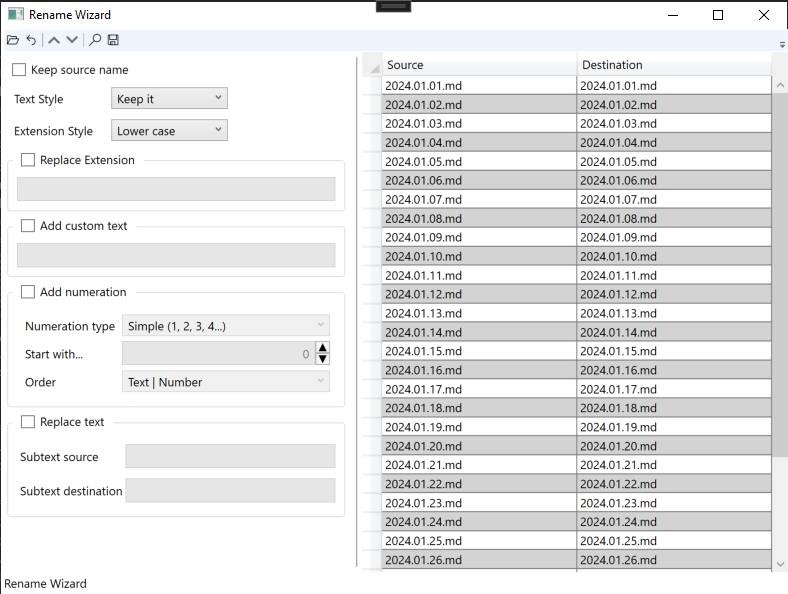 Rename Wizard
Keep source name
Text Style Keep it
Extension Style Lower case
Replace Extension
Add custom text
Add numeration
Numeration type Simple (1, 2, 3, 4...)
Start with... 0
Order Text | Number
Replace text
Subtext source
Subtext destination
Source Destination
2024.01.01.md 2024.01.01.md
2024.01.02.md 2024.01.02.md
2024.01.03.md 2024.01.03.md
2024.01.04.md 2024.01.04.md
2024.01.05.md 2024.01.05.md
2024.01.06.md 2024.01.06.md
2024.01.07.md 2024.01.07.md
2024.01.08.md 2024.01.08.md
2024.01.09.md 2024.01.09.md
2024.01.10.md 2024.01.10.md
2024.01.11.md 2024.01.11.md
2024.01.12.md 2024.01.12.md
2024.01.13.md 2024.01.13.md
2024.01.14.md 2024.01.14.md
2024.01.15.md 2024.01.15.md
2024.01.16.md 2024.01.16.md
2024.01.17.md 2024.01.17.md
2024.01.18.md 2024.01.18.md
2024.01.19.md 2024.01.19.md
2024.01.20.md 2024.01.20.md
2024.01.21.md 2024.01.21.md
2024.01.22.md 2024.01.22.md
2024.01.23.md 2024.01.23.md
2024.01.24.md 2024.01.24.md
2024.01.25.md 2024.01.25.md
2024.01.26.md 2024.01.26.md
Rename Wizard